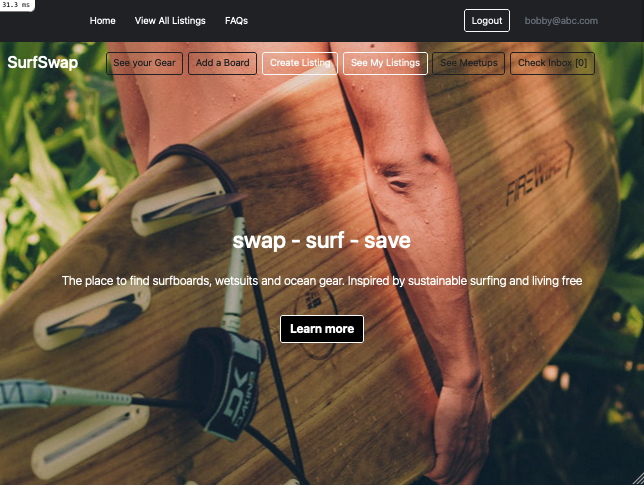 31.3 ms
Home View All Listings FAQs Logout bobby@abc.com
SurfSwap See your Gear Add a Board Create Listing See My Listings See Meetups Check Inbox [0]
FIREWIRE
swap - surf - save
The place to find surfboards, wetsuits and ocean gear. Inspired by sustainable surfing and living free
Learn more
DAKINE